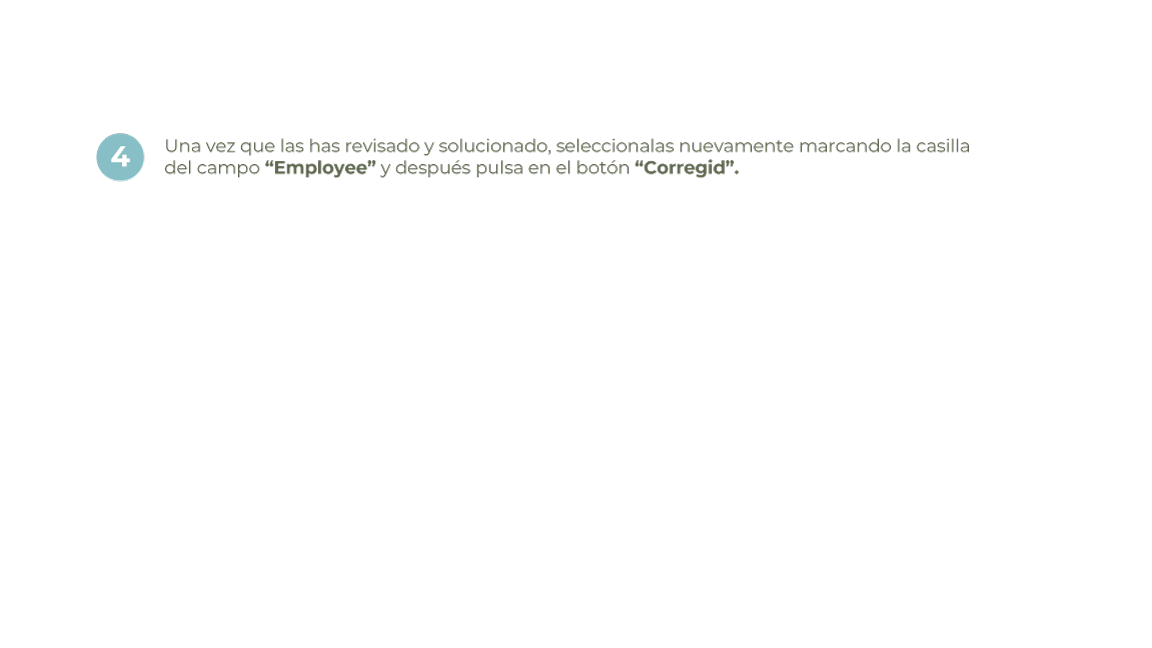 4
Una vez que las has revisado y solucionado, seleccionalas nuevamente marcando la casilla
del campo “Employee” y después pulsa en el botón “Corregid”.